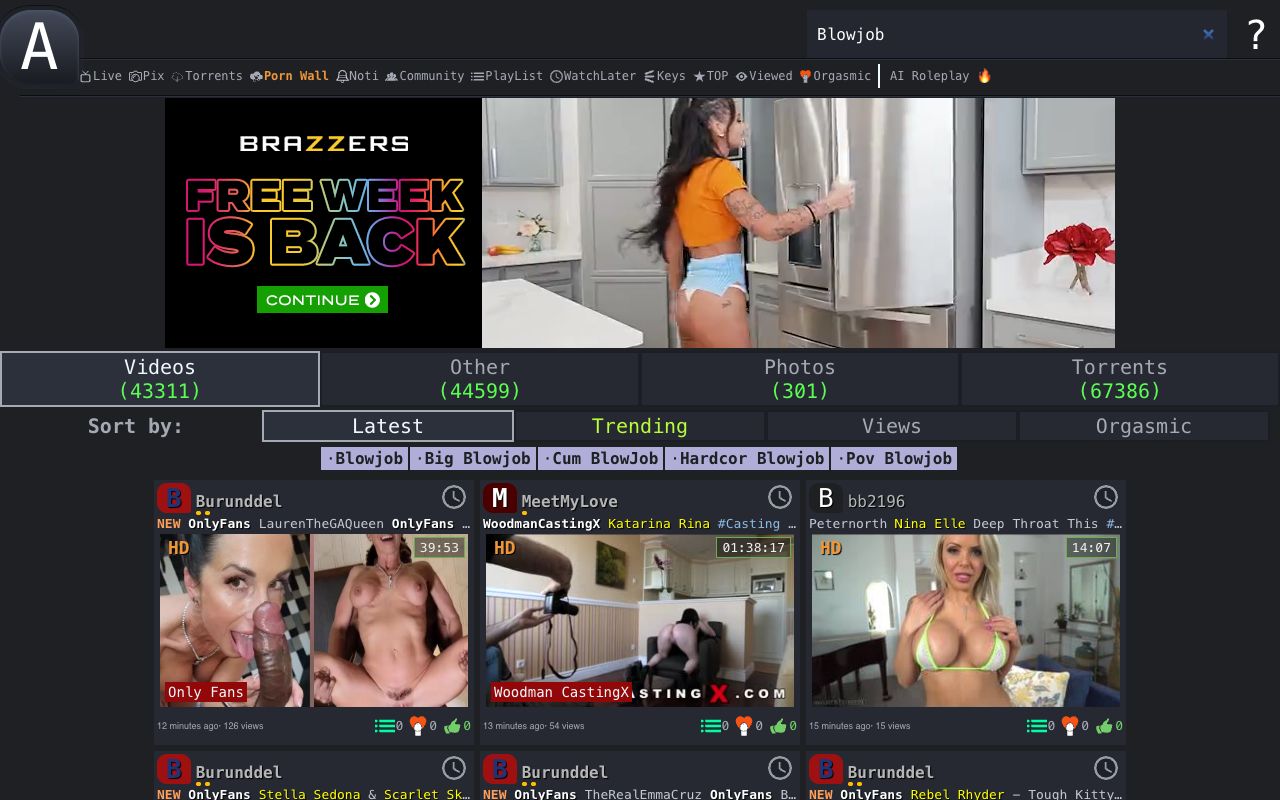 A
Blowjob ×
?
Live Pix Torrents Porn Wall Noti Community PlayList WatchLater Keys TOP Viewed Orgasmic AI Roleplay
BRAZZERS
FREE WEEK
IS BACK
CONTINUE
Videos
(43311)
Other
(44599)
Photos
(301)
Torrents
(67386)
Sort by:
Latest
Trending
Views
Orgasmic
·Blowjob ·Big Blowjob ·Cum BlowJob ·Hardcor Blowjob ·Pov Blowjob
B Burunddel
NEW OnlyFans LaurenTheGAQueen OnlyFans …
HD 39:53
Only Fans
12 minutes ago· 126 views 0 0 0
M MeetMyLove
WoodmanCastingX Katarina Rina #Casting …
HD 01:38:17
Woodman CastingX
ASTING X .COM
13 minutes ago· 54 views 0 0 0
B bb2196
Peternorth Nina Elle Deep Throat This #…
HD 14:07
15 minutes ago· 15 views 0 0 0
B Burunddel
NEW OnlyFans Stella Sedona & Scarlet Sk…
B Burunddel
NEW OnlyFans TheRealEmmaCruz OnlyFans B…
B Burunddel
NEW OnlyFans Rebel Rhyder – Tough Kitty…